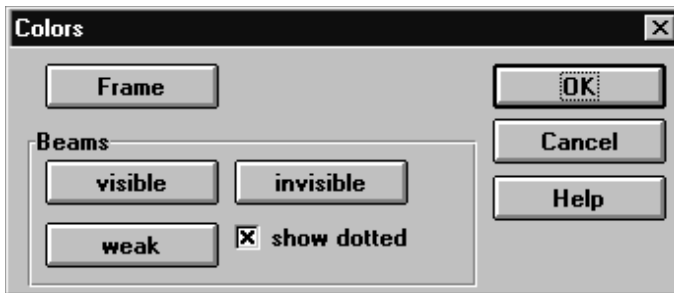 Colors
Frame
OK
Beams
Cancel
visible
invisible
Help
weak
show dotted